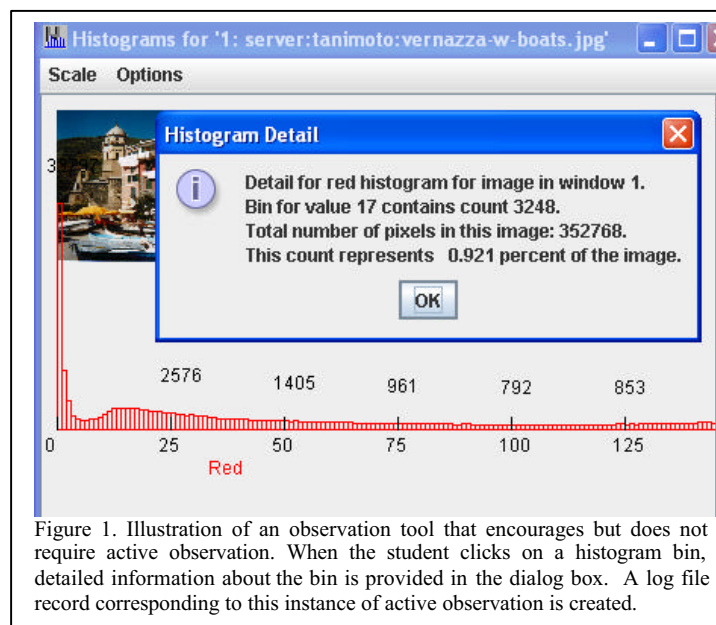 Histograms for '1: server:tanimoto:vernazza-w-boats.jpg'
Scale Options
Histogram Detail
Detail for red histogram for image in window 1.
Bin for value 17 contains count 3248.
Total number of pixels in this image: 352768.
This count represents 0.921 percent of the image.
OK
2576 1405 961 792 853
0 25 50 75 100 125
Red
Figure 1. Illustration of an observation tool that encourages but does not
require active observation. When the student clicks on a histogram bin,
detailed information about the bin is provided in the dialog box. A log file
record corresponding to this instance of active observation is created.